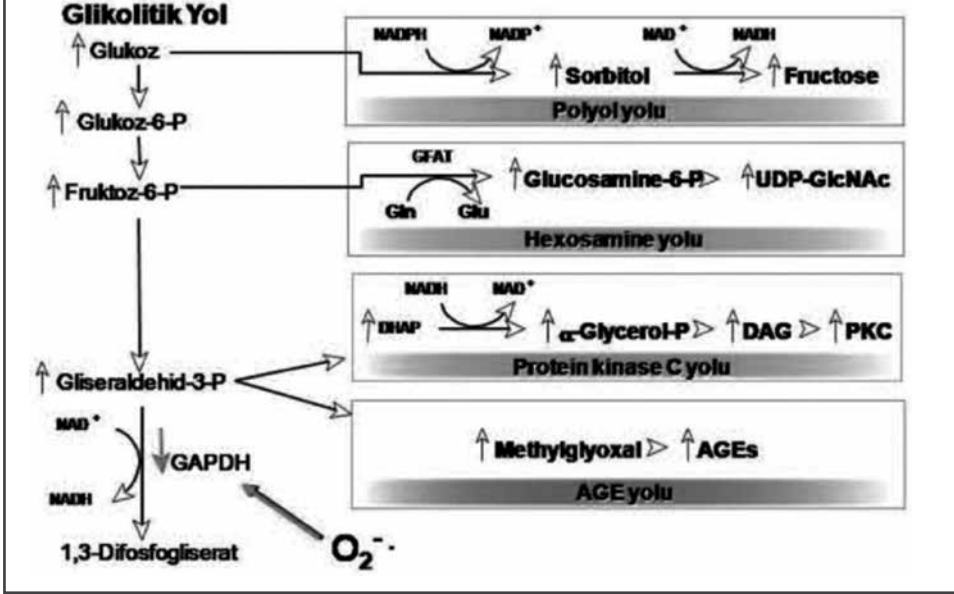 Glikolitik Yol
Glukoz
Glukoz-6-P
Fruktoz-6-P
Gliseraldehid-3-P
NAD+
GAPDH
NADH
1,3-Difosfogliserat
O2-·
NADPH NADP+ NAD+ NADH
Sorbitol Fructose
Polyol yolu
GFAT
Glucosamine-6-P UDP-GlcNAc
Gln Glu
Hexosamine yolu
NADH NAD+
DHAP α-Glycerol-P DAG PKC
Protein kinase C yolu
Methylglyoxal AGEs
AGE yolu